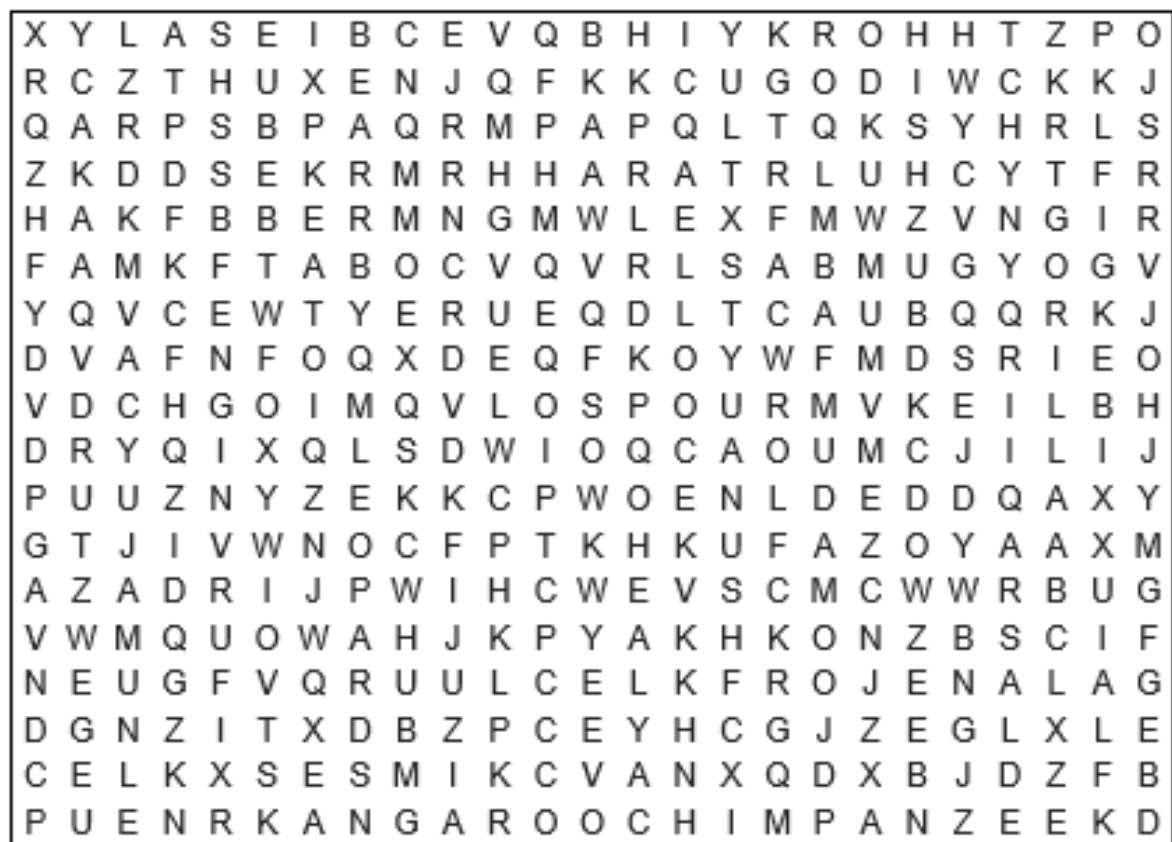 X Y L A S E I B C E V Q B H I Y K R O H H T Z P O
R C Z T H U X E N J Q F K K C U G O D I W C K K J
Q A R P S B P A Q R M P A P Q L T Q K S Y H R L S
Z K D D S E K R M R H H A R A T R L U H C Y T F R
H A K F B B E R M N G M W L E X F M W Z V N G I R
F A M K F T A B O C V Q V R L S A B M U G Y O G V
Y Q V C E W T Y E R U E Q D L T C A U B Q Q R K J
D V A F N F O Q X D E Q F K O Y W F M D S R I E O
V D C H G O I M Q V L O S P O U R M V K E I L B H
D R Y Q I X Q L S D W I O Q C A O U M C J I L I J
P U U Z N Y Z E K K C P W O E N L D E D D Q A X Y
G T J I V W N O C F P T K H K U F A Z O Y A A X M
A Z A D R I J P W I H C W E V S C M C W W R B U G
V W M Q U O W A H J K P Y A K H K O N Z B S C I F
N E U G F V Q R U U L C E L K F R O J E N A L A G
D G N Z I T X D B Z P C E Y H C G J Z E G L X L E
C E L K X S E S M I K C V A N X Q D X B J D Z F B
P U E N R K A N G A R O O C H I M P A N Z E E K D